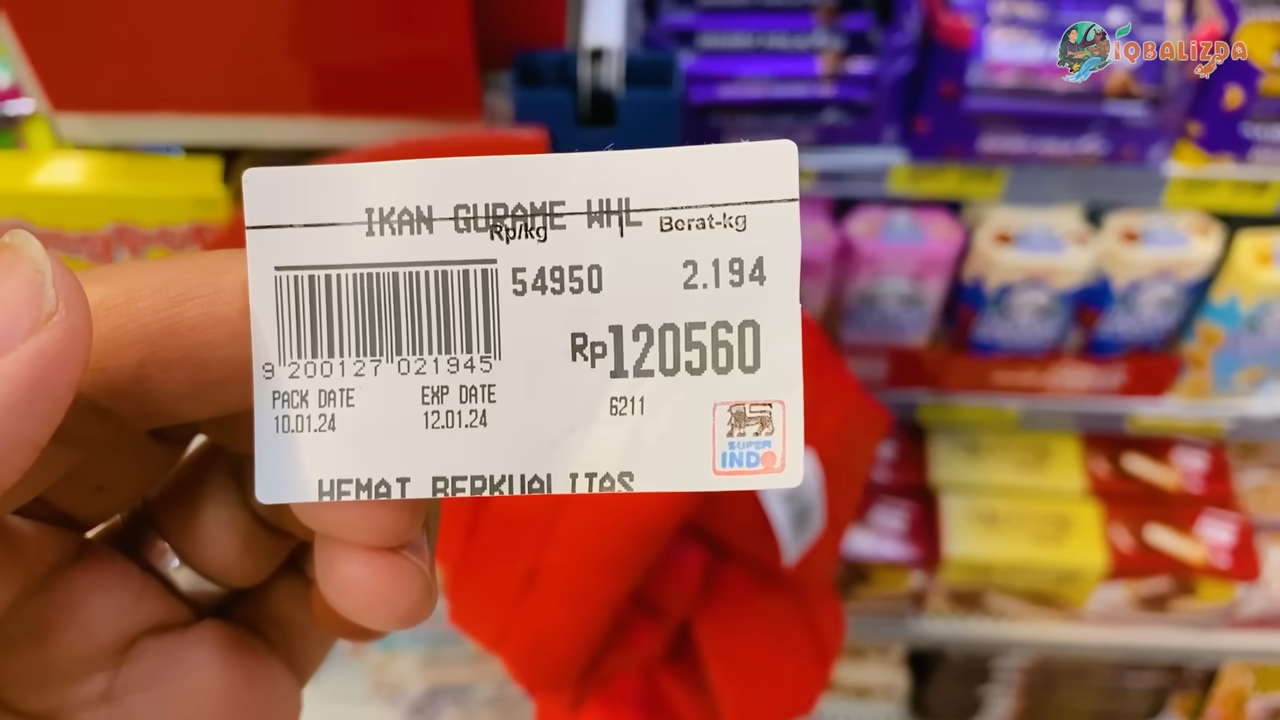 IQBALIZDA
IKAN GURAME WHL
Rp/kg Berat-kg
54950 2.194
Rp120560
9 200127 021945
PACK DATE EXP DATE
10.01.24 12.01.24
6211
SUPER
INDO
HEMAT BERKUALITAS